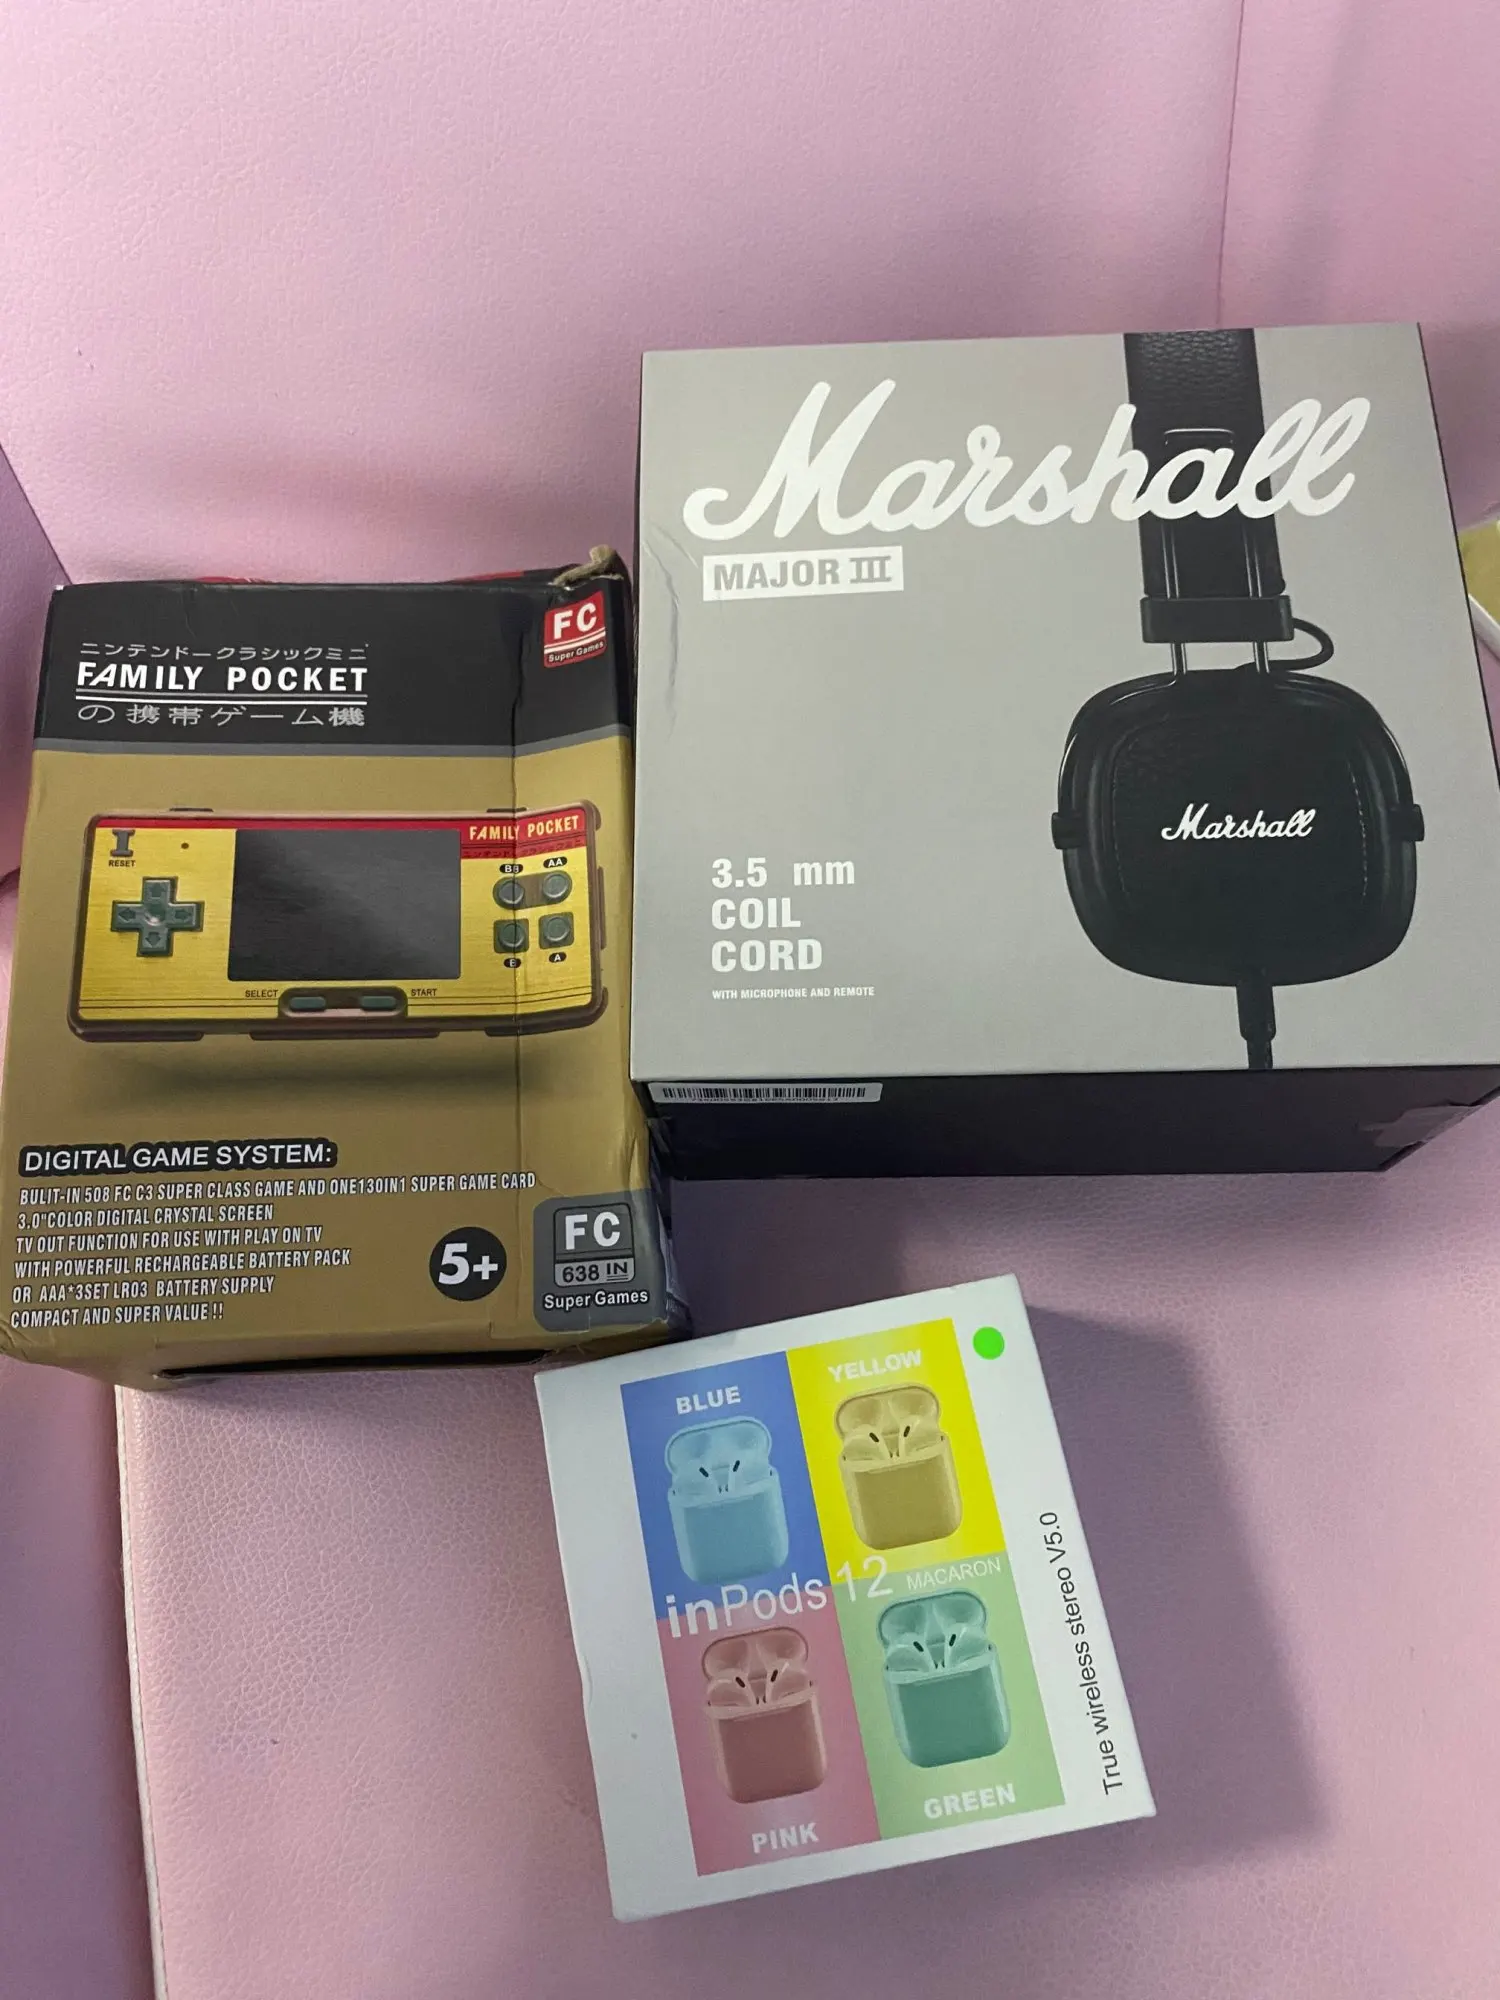 ニンテンドークラシックミニ
FAMILY POCKET
の携帯ゲーム機
FC
Super Games
RESET
FAMILY POCKET
BB
AA
B
A
SELECT
START
DIGITAL GAME SYSTEM:
BULIT-IN 508 FC C3 SUPER CLASS GAME AND ONE130IN1 SUPER GAME CARD
3.0"COLOR DIGITAL CRYSTAL SCREEN
TV OUT FUNCTION FOR USE WITH PLAY ON TV
WITH POWERFUL RECHARGEABLE BATTERY PACK
OR AAA*3SET LR03 BATTERY SUPPLY
COMPACT AND SUPER VALUE !!
5+
FC
638 IN
Super Games
Marshall
MAJOR III
Marshall
3.5 mm
COIL
CORD
WITH MICROPHONE AND REMOTE
BLUE
YELLOW
inPods 12 MACARON
PINK
GREEN
True wireless stereo V5.0